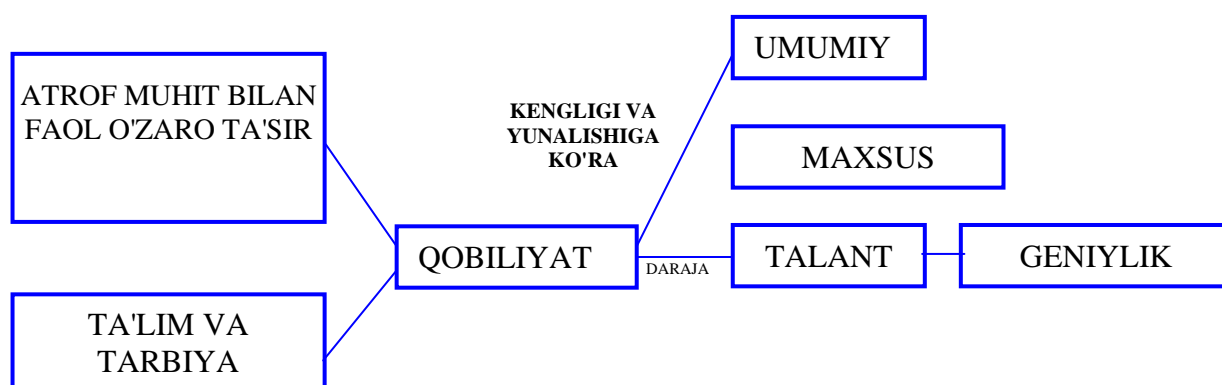 ATROF MUHIT BILAN
FAOL O'ZARO TA'SIR
TA'LIM VA
TARBIYA
QOBILIYAT
KENGLIGI VA
YUNALISHIGA
KO'RA
DARAJA
UMUMIY
MAXSUS
TALANT
GENIYLIK